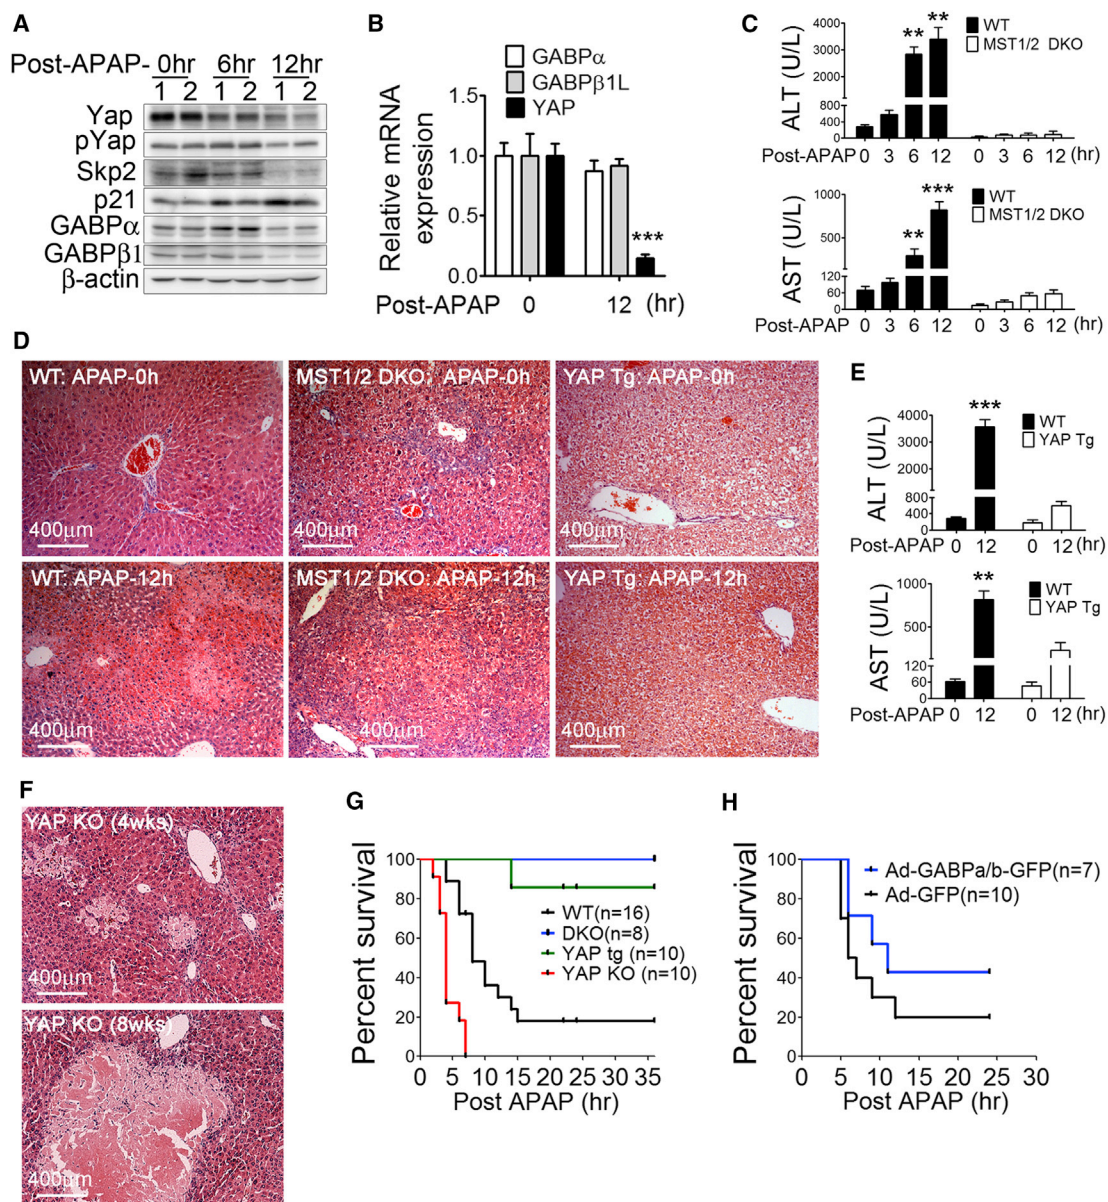 A
Post-APAP- 0hr 6hr 12hr
1 2 1 2 1 2
Yap
pYap
Skp2
p21
GABPα
GABPβ1
β-actin
B
GABPα
GABPβ1L
YAP
Relative mRNA expression
1.5
1.0
0.5
0.0
***
Post-APAP 0 12 (hr)
C
WT
MST1/2 DKO
ALT (U/L)
4000
3000
2000
800
400
0
** **
Post-APAP 0 3 6 12 0 3 6 12 (hr)
WT
MST1/2 DKO
AST (U/L)
1000
500
120
60
0
** ***
Post-APAP 0 3 6 12 0 3 6 12 (hr)
D
WT: APAP-0h
400µm
MST1/2 DKO: APAP-0h
400µm
YAP Tg: APAP-0h
400µm
WT: APAP-12h
400µm
MST1/2 DKO: APAP-12h
400µm
YAP Tg: APAP-12h
400µm
E
WT
YAP Tg
ALT (U/L)
4000
3000
2000
800
400
0
***
Post-APAP 0 12 0 12 (hr)
WT
YAP Tg
AST (U/L)
1000
500
120
60
0
**
Post-APAP 0 12 0 12 (hr)
F
YAP KO (4wks)
400µm
YAP KO (8wks)
400µm
G
Percent survival
100
80
60
40
20
0
WT(n=16)
DKO(n=8)
YAP tg (n=10)
YAP KO (n=10)
0 5 10 15 20 25 30 35
Post APAP (hr)
H
Percent survival
100
80
60
40
20
0
Ad-GABPa/b-GFP(n=7)
Ad-GFP(n=10)
0 5 10 15 20 25 30
Post APAP (hr)